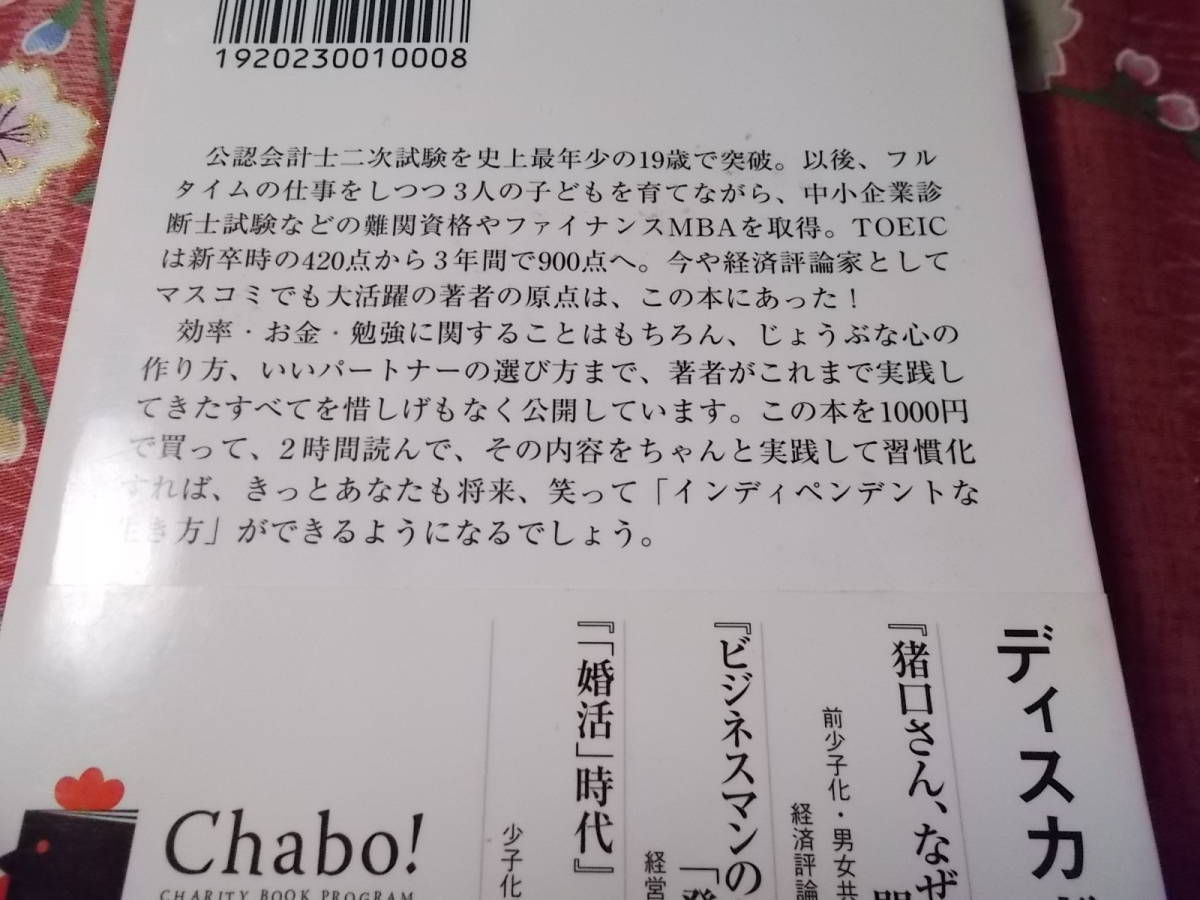 1920230010008
公認会計士二次試験を史上最年少の19歳で突破。以後、フル
タイムの仕事をしつつ3人の子どもを育てながら、中小企業診
断士試験などの難関資格やファイナンスMBAを取得。TOEIC
は新卒時の420点から3年間で900点へ。今や経済評論家として
マスコミでも大活躍の著者の原点は、この本にあった！
効率・お金・勉強に関することはもちろん、じょうぶな心の
作り方、いいパートナーの選び方まで、著者がこれまで実践し
てきたすべてを惜しげもなく公開しています。この本を1000円
で買って、2時間読んで、その内容をちゃんと実践して習慣化
すれば、きっとあなたも将来、笑って「インディペンデントな
生き方」ができるようになるでしょう。
ディスカ
『猪口さん、なぜ
前少子化・男女共
経済評論
『ビジネスマンの
「発
経営
『「婚活」時代』
少子化
Chabo!
CHARITY BOOK PROGRAM